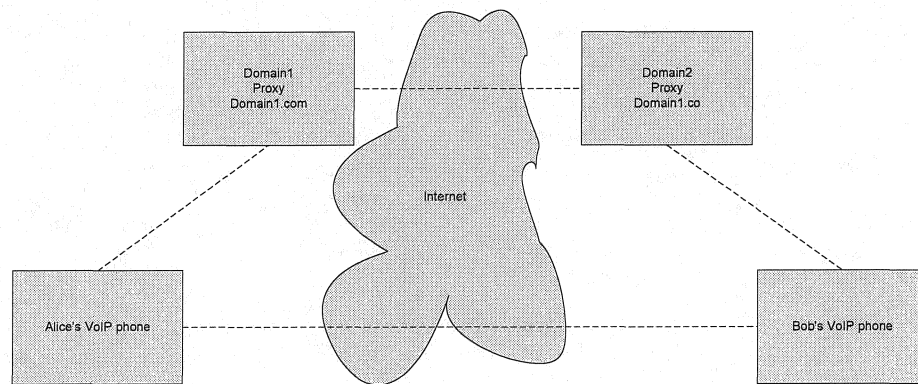 Domain1
Proxy
Domain1.com
Domain2
Proxy
Domain1.co
Internet
Alice's VoIP phone
Bob's VoIP phone